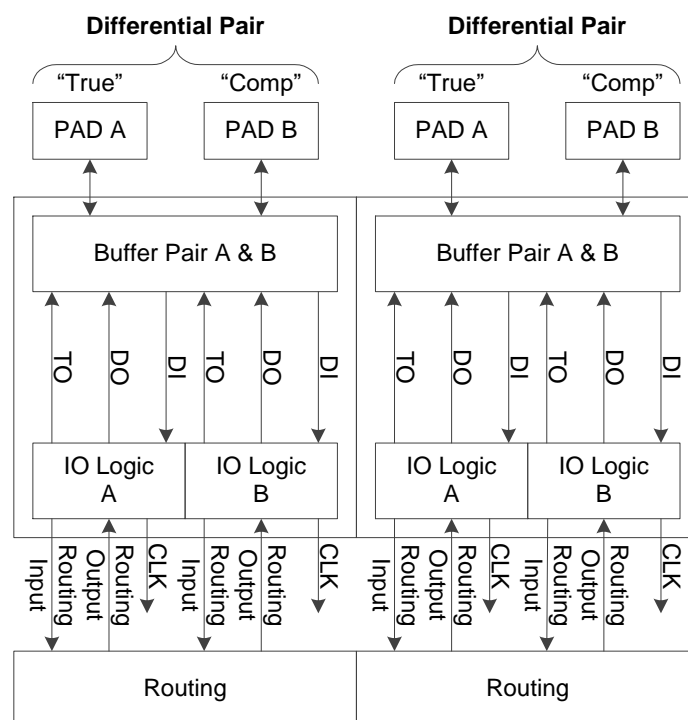 Differential Pair Differential Pair
“True” “Comp” “True” “Comp”
PAD A PAD B PAD A PAD B
Buffer Pair A & B Buffer Pair A & B
TO DO DI TO DO DI TO DO DI TO DO DI
IO Logic IO Logic IO Logic IO Logic
A B A B
Routing Input
Routing Output
CLK
Routing Input
Routing Output
CLK
Routing Input
Routing Output
CLK
Routing Input
Routing Output
CLK
Routing Routing